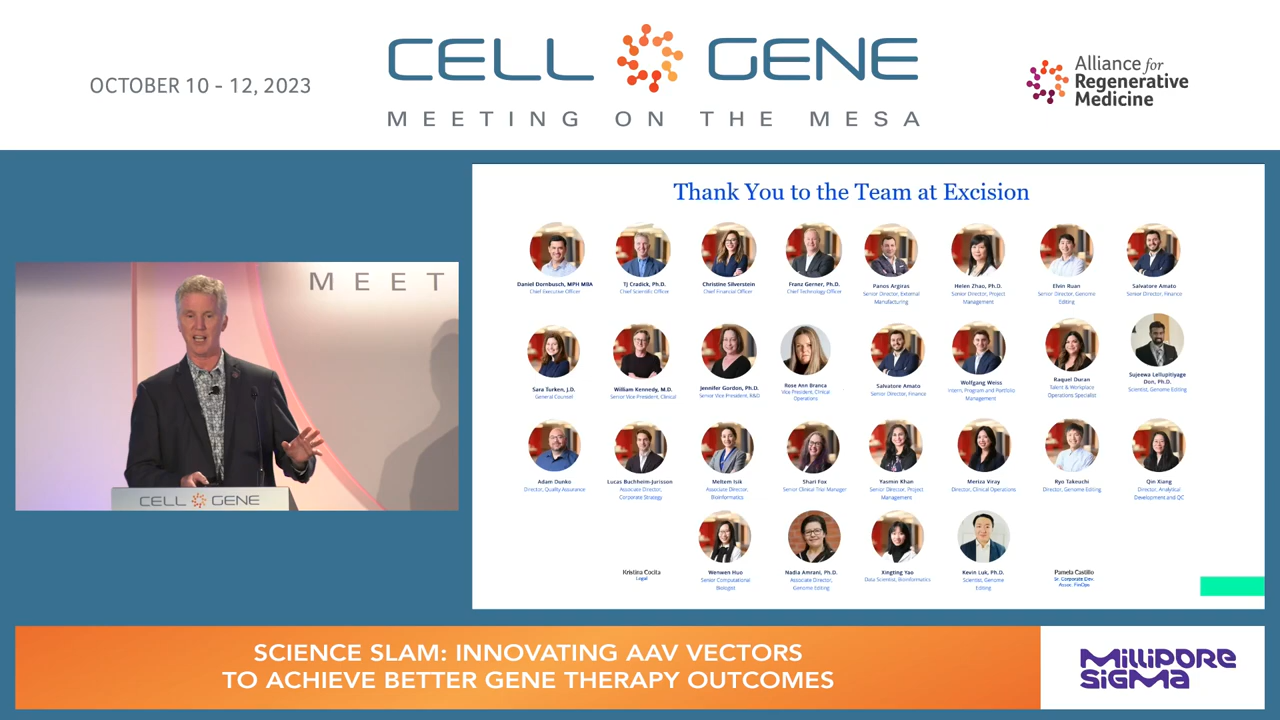 OCTOBER 10 - 12, 2023
CELL GENE
MEETING ON THE MESA
Alliance for
Regenerative
Medicine
MEET
CELL GENE
Thank You to the Team at Excision
Daniel Dornbusch, MPH MBA
Chief Executive Officer
TJ Cradick, Ph.D.
Chief Scientific Officer
Christine Silverstein
Chief Financial Officer
Franz Gerner, Ph.D.
Chief Technology Officer
Panos Argiras
Senior Director, External
Manufacturing
Helen Zhao, Ph.D.
Senior Director, Project
Management
Elvin Ruan
Senior Director, Genome
Editing
Salvatore Amato
Senior Director, Finance
Sara Turken, J.D.
General Counsel
William Kennedy, M.D.
Senior Vice President, Clinical
Jennifer Gordon, Ph.D.
Senior Vice President, R&D
Rose Ann Branca
Vice President, Clinical
Operations
Salvatore Amato
Senior Director, Finance
Wolfgang Weiss
Intern, Program and Portfolio
Management
Raquel Duran
Talent & Workplace
Operations Specialist
Sujeewa Lellupitiyage
Don, Ph.D.
Scientist, Genome Editing
Adam Dunko
Director, Quality Assurance
Lucas Buchheim-Jurisson
Associate Director,
Corporate Strategy
Meltem Isik
Associate Director,
Bioinformatics
Shari Fox
Senior Clinical Trial Manager
Yasmin Khan
Senior Director, Project
Management
Meriza Viray
Director, Clinical Operations
Ryo Takeuchi
Director, Genome Editing
Qin Xiang
Director, Analytical
Development and QC
Kristina Cocita
Legal
Wenwen Huo
Senior Computational
Biologist
Nadia Amrani, Ph.D.
Associate Director,
Genome Editing
Xingting Yao
Data Scientist, Bioinformatics
Kevin Luk, Ph.D.
Scientist, Genome
Editing
Pamela Castillo
Sr. Corporate Dev.
Assoc. FinOps
SCIENCE SLAM: INNOVATING AAV VECTORS
TO ACHIEVE BETTER GENE THERAPY OUTCOMES
Millipore
Sigma